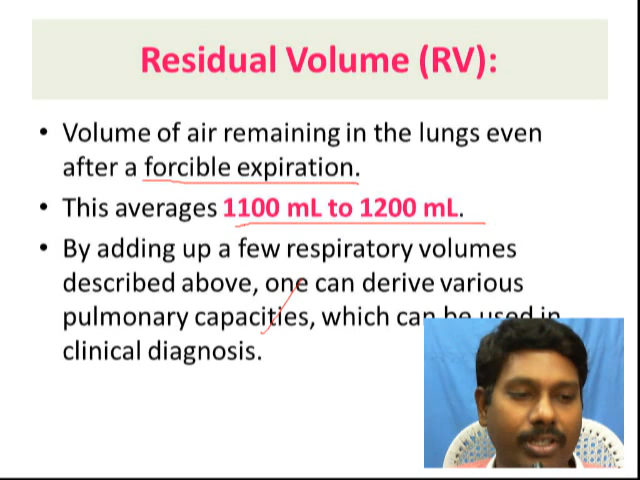 Residual Volume (RV):
• Volume of air remaining in the lungs even
after a forcible expiration.
• This averages 1100 mL to 1200 mL.
• By adding up a few respiratory volumes
described above, one can derive various
pulmonary capacities, which can be used in
clinical diagnosis.